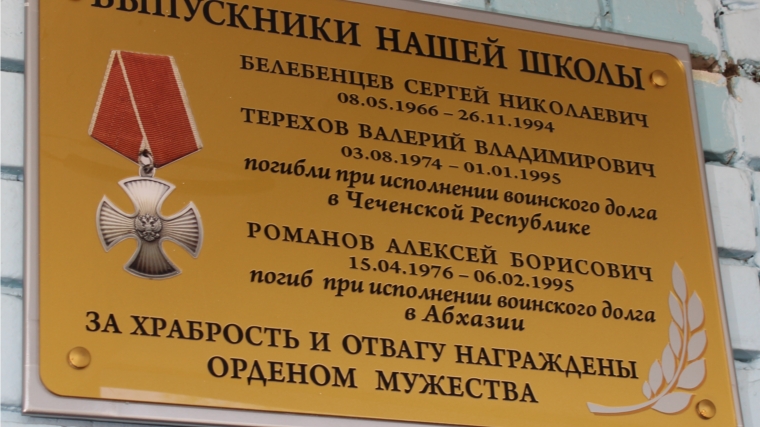 ВЫПУСКНИКИ НАШЕЙ ШКОЛЫ
БЕЛЕБЕНЦЕВ СЕРГЕЙ НИКОЛАЕВИЧ
08.05.1966 – 26.11.1994
ТЕРЕХОВ ВАЛЕРИЙ ВЛАДИМИРОВИЧ
03.08.1974 – 01.01.1995
погибли при исполнении воинского долга
в Чеченской Республике
РОМАНОВ АЛЕКСЕЙ БОРИСОВИЧ
15.04.1976 – 06.02.1995
погиб при исполнении воинского долга
в Абхазии
ЗА ХРАБРОСТЬ И ОТВАГУ НАГРАЖДЕНЫ
ОРДЕНОМ МУЖЕСТВА